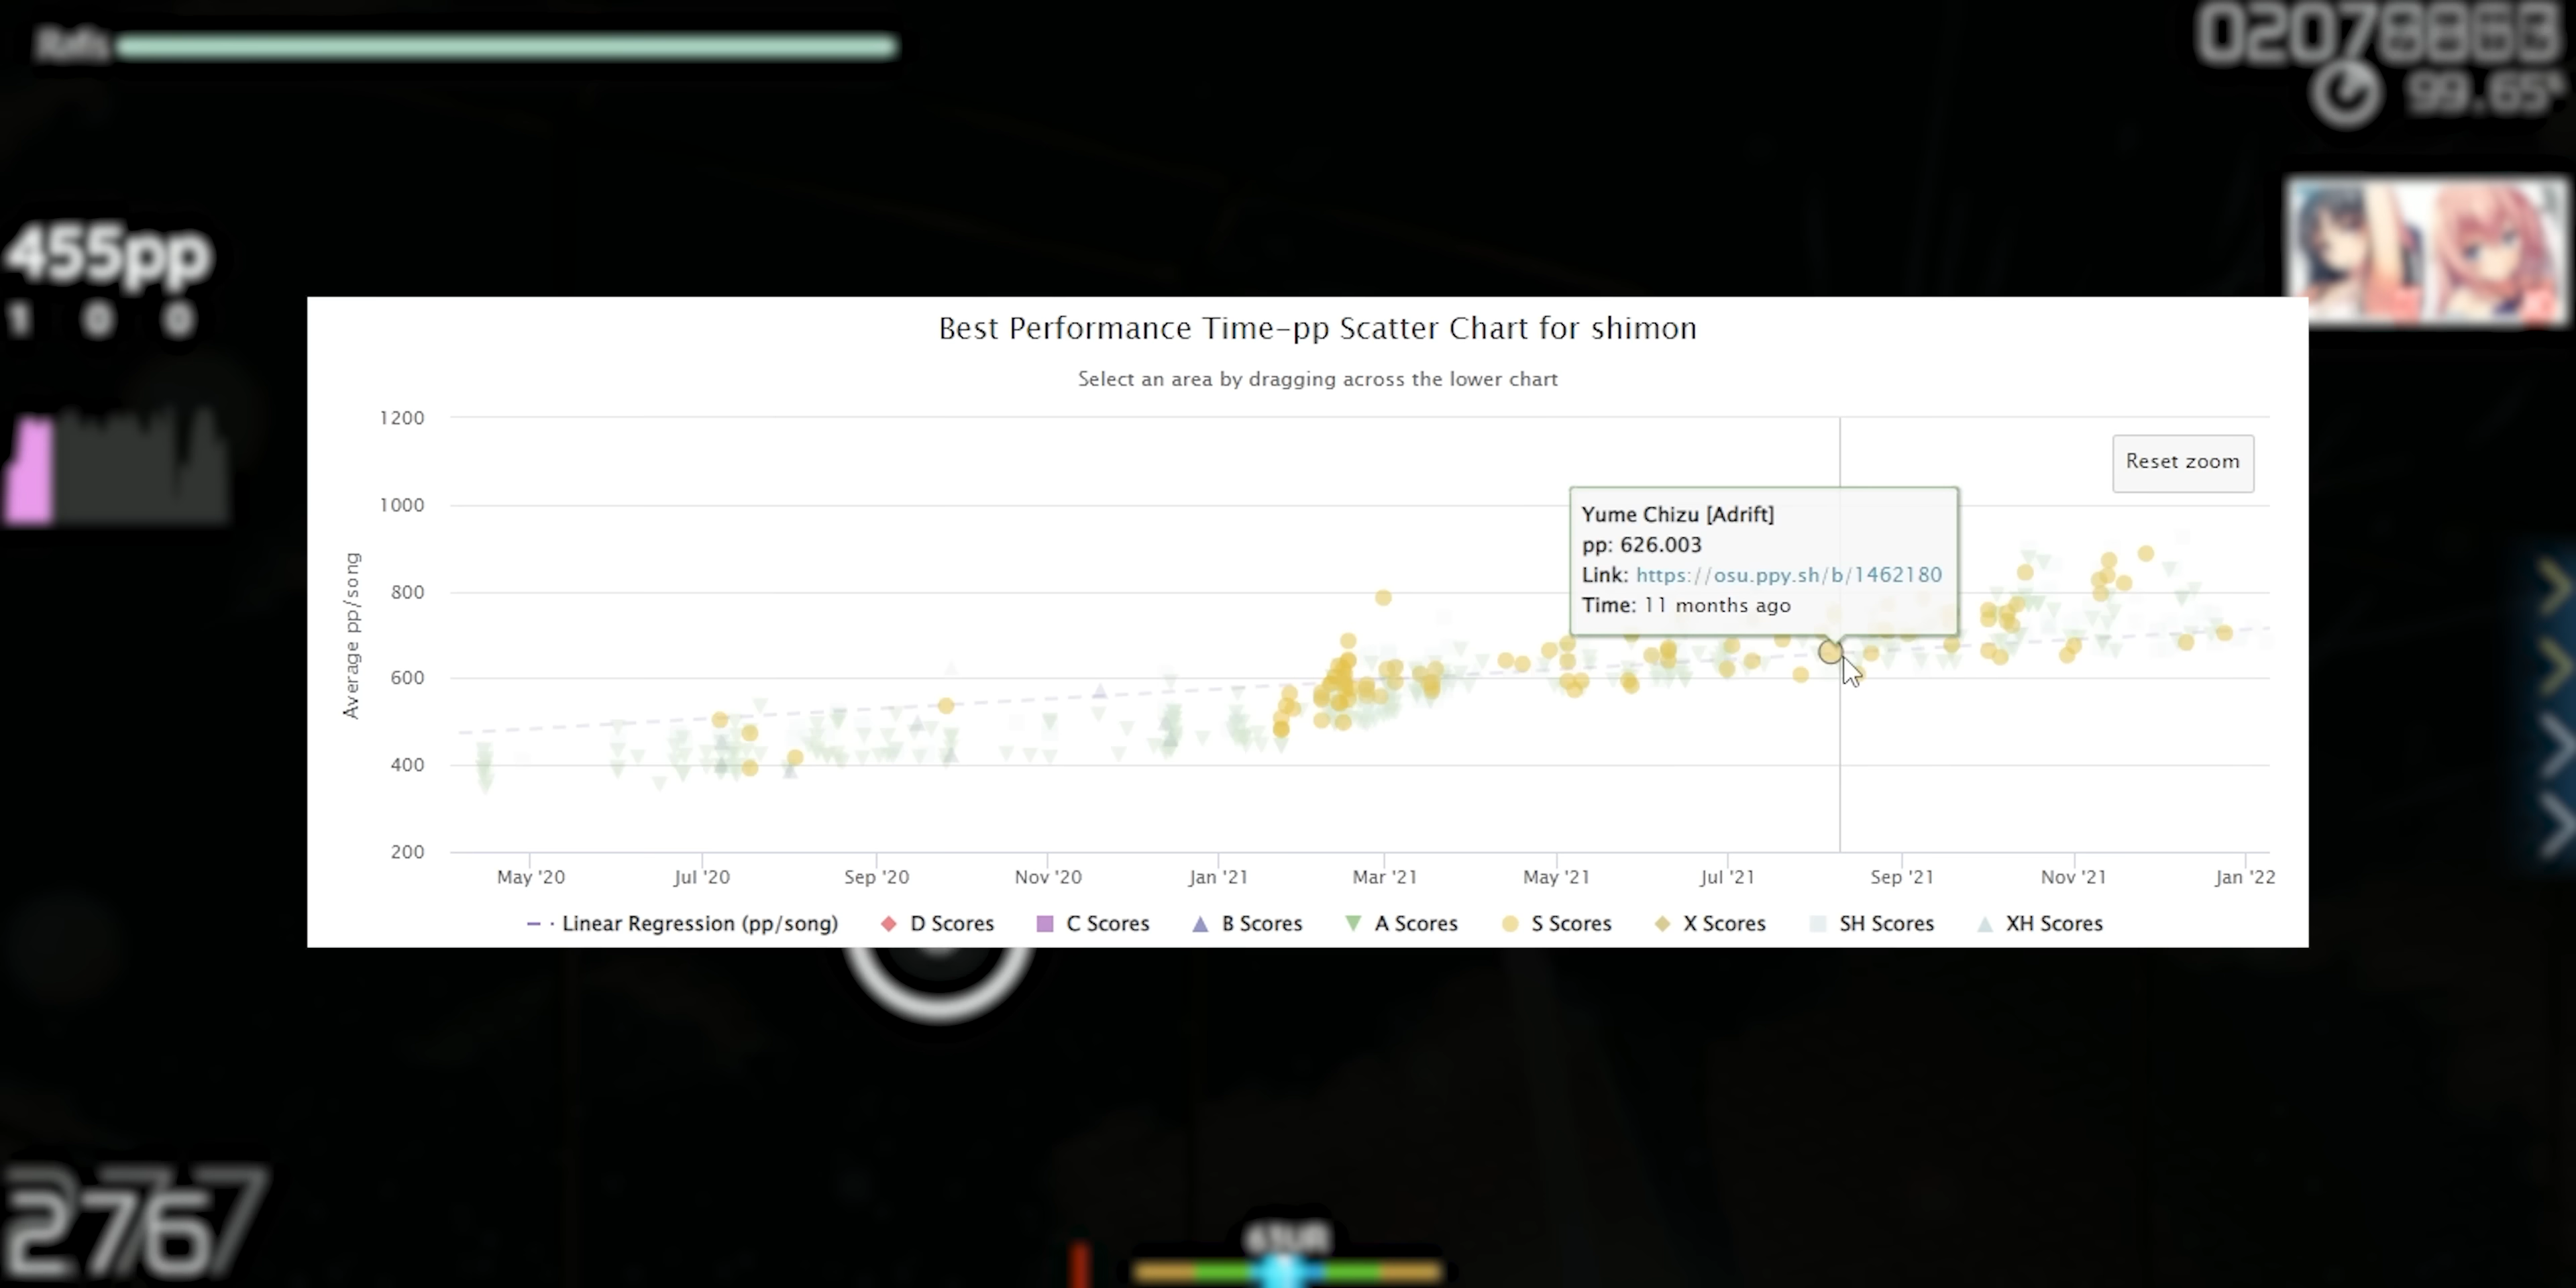 Rafis
02078863
99.65%
455pp
1 0 0
Best Performance Time-pp Scatter Chart for shimon
Select an area by dragging across the lower chart
Reset zoom
Average pp/song
1200
1000
800
600
400
200
Yume Chizu [Adrift]
pp: 626.003
Link: https://osu.ppy.sh/b/1462180
Time: 11 months ago
May '20 Jul '20 Sep '20 Nov '20 Jan '21 Mar '21 May '21 Jul '21 Sep '21 Nov '21 Jan '22
Linear Regression (pp/song) D Scores C Scores B Scores A Scores S Scores X Scores SH Scores XH Scores